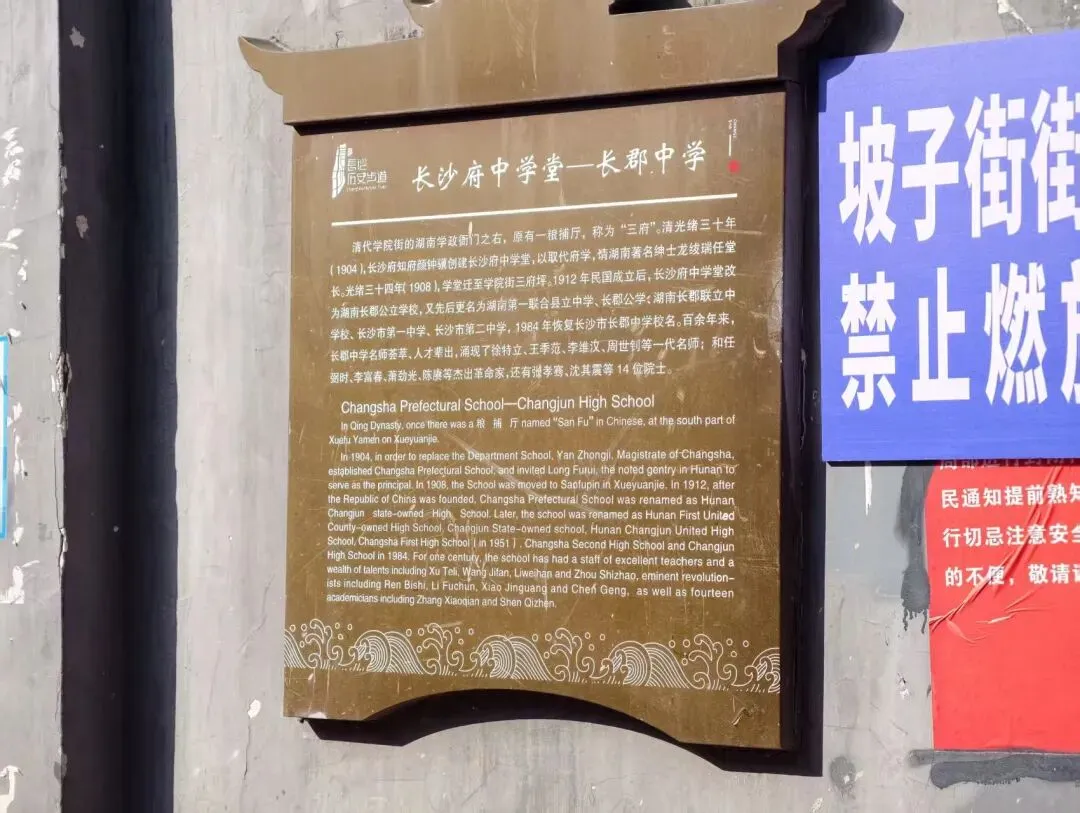 长沙
历史步道
长沙府中学堂—长郡中学
清代学院街的湖南学政衙门之右，原有一粮捕厅，称为“三府”。清光绪三十年
(1904)，长沙府知府颜钟骥创建长沙府中学堂，以取代府学，情湖南著名绅士龙绂瑞任堂
长。光绪三十四年(1908)，学堂迁至学院街三府坪。1912年民国成立后，长沙府中学堂改
为湖南长郡公立学校，又先后更名为湖南第一联合县立中学、长郡公学、湖南长郡联立中
学校、长沙市第一中学、长沙市第二中学，1984年恢复长沙市长郡中学校名。百余年来，
长郡中学名师荟萃、人才辈出，涌现了徐特立、王季范、李维汉、周世钊等一代名师；和任
弼时、李富春、萧劲光、陈赓等杰出革命家，还有张孝骞、沈其震等14位院士。
Changsha Prefectural School—Changjun High School
In Qing Dynasty, once there was a 粮 捕 厅 named “San Fu” in Chinese, at the south part of
Xuefu Yamen on Xueyuanjie.
In 1904, in order to replace the Department School, Yan Zhongji, Magistrate of Changsha,
established Changsha Prefectural School, and invited Long Furui, the noted gentry in Hunan to
serve as the principal. In 1908, the School was moved to Sanfupin in Xueyuanjie. In 1912, after
the Republic of China was founded, Changsha Prefectural School was renamed as Hunan
Changjun state-owned High School. Later, the school was renamed as Hunan First United
County-owned High School, Changjun State-owned school, Hunan Changjun United High
School, Changsha First High School ( in 1951) , Changsha Second High School and Changjun
High School in 1984. For one century, the school has had a staff of excellent teachers and a
wealth of talents including Xu Teli, Wang Jifan, Liweihan and Zhou Shizhao, eminent revolution-
ists including Ren Bishi, Li Fuchun, Xiao Jinguang and Chen Geng, as well as fourteen
academicians including Zhang Xiaoqian and Shen Qizhen.
坡子街街
禁止燃放
民通知提前熟知
行切忌注意安全
的不便，敬请